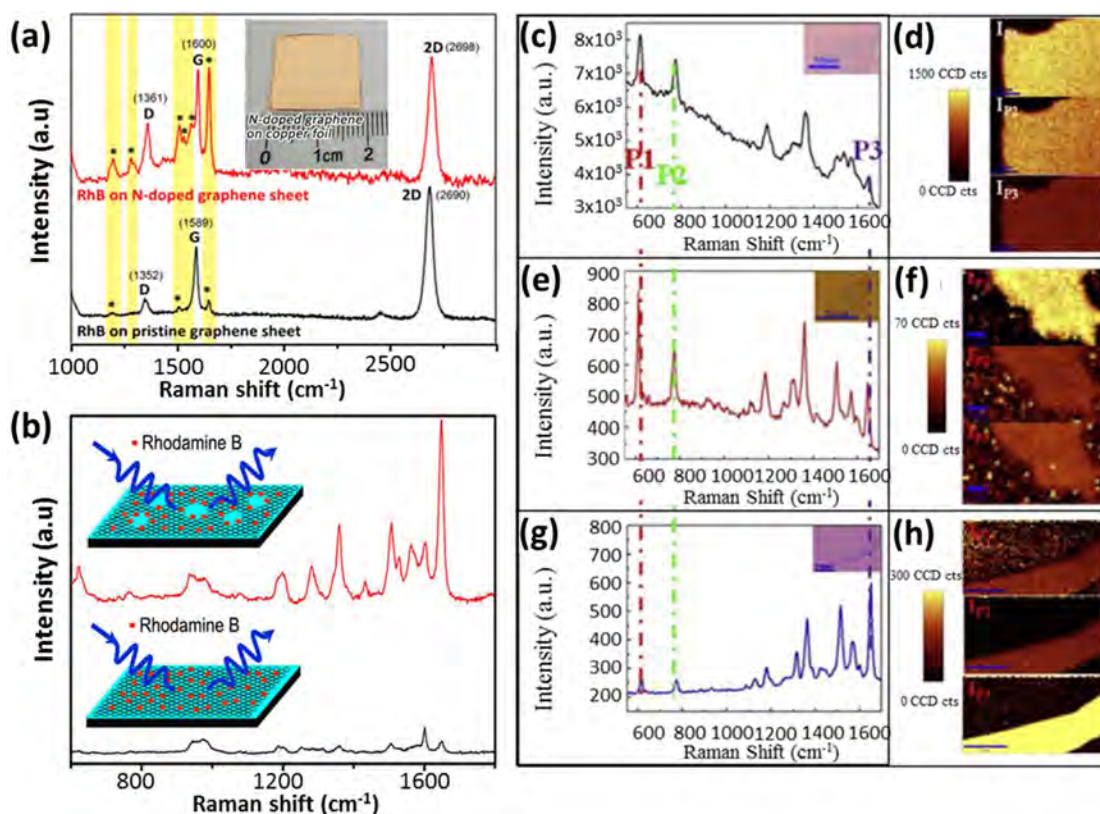 (a)
Intensity (a.u)
(1600)
G
(1361)
D
2D (2698)
N-doped graphene
on copper foil
0 1cm 2
RhB on N-doped graphene sheet
2D (2690)
(1589)
G
(1352)
D
RhB on pristine graphene sheet
1000 1500 2000 2500
Raman shift (cm-1)
(b)
Intensity (a.u)
Rhodamine B
Rhodamine B
800 1200 1600
Raman shift (cm-1)
(c)
Intensity (a.u.)
8x10³
7x10³
6x10³
5x10³
4x10³
3x10³
P1
P2
P3
600 800 1000 1200 1400 1600
Raman Shift (cm-1)
(d)
1500 CCD cts
0 CCD cts
IP2
IP3
(e)
Intensity (a.u.)
900
800
700
600
500
400
300
600 800 1000 1200 1400 1600
Raman Shift (cm-1)
(f)
70 CCD cts
0 CCD cts
(g)
Intensity (a.u.)
800
700
600
500
400
300
200
600 800 1000 1200 1400 1600
Raman Shift (cm-1)
(h)
300 CCD cts
0 CCD cts